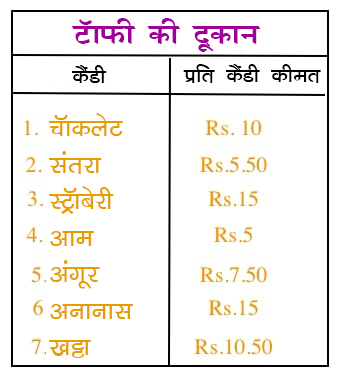 टॅाफी की दूकान
कैंडी प्रति कैंडी कीमत
1. चॅाकलेट Rs. 10
2. संतरा Rs.5.50
3. स्ट्रॅाबेरी Rs.15
4. आम Rs.5
5. अंगूर Rs.7.50
6 अनानास Rs.15
7. खट्ठा Rs.10.50